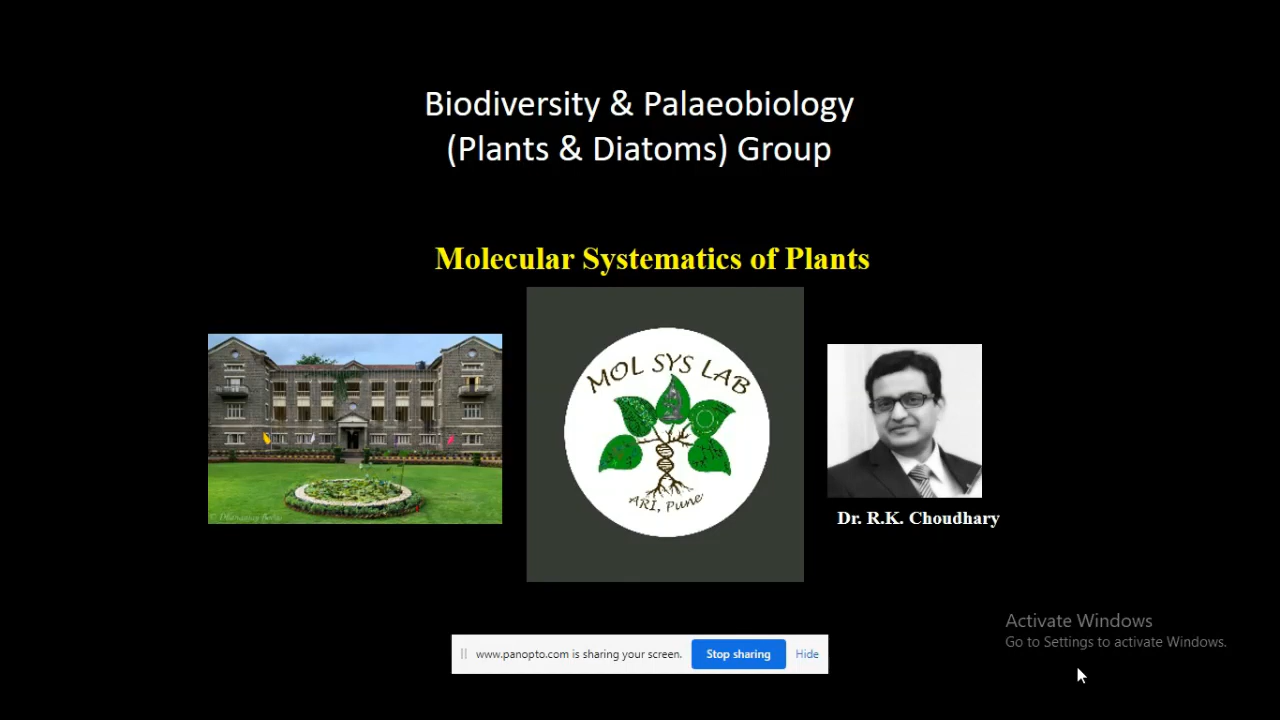 Biodiversity & Palaeobiology
(Plants & Diatoms) Group
Molecular Systematics of Plants
MOL SYS LAB
ARI, Pune
Dr. R.K. Choudhary
Activate Windows
Go to Settings to activate Windows.
www.panopto.com is sharing your screen.
Stop sharing
Hide